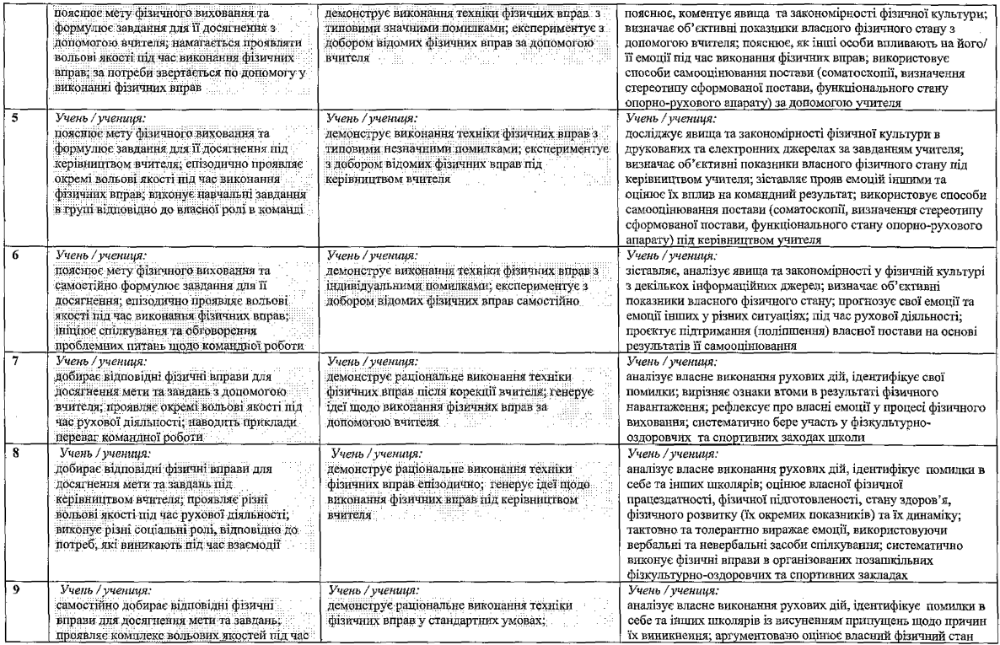 пояснює мету фізичного виховання та
формулює завдання для її досягнення з
допомогою вчителя; намагається проявляти
вольові якості під час виконання фізичних
вправ; за потреби звертається по допомогу у
виконанні фізичних вправ
демонструє виконання техніки фізичних вправ з
типовими значними помилками; експериментує з
добором відомих фізичних вправ за допомогою
вчителя
пояснює, коментує явища та закономірності фізичної культури;
визначає об’єктивні показники власного фізичного стану з
допомогою вчителя; пояснює, як інші особи впливають на його/
її емоції під час виконання фізичних вправ; використовує
способи самооцінювання постави (соматоскопії, визначення
стереотипу сформованої постави, функціонального стану
опорно-рухового апарату) за допомогою учителя
5
Учень / учениця:
пояснює мету фізичного виховання та
формулює завдання для її досягнення під
керівництвом вчителя; епізодично проявляє
окремі вольові якості під час виконання
фізичних вправ; виконує навчальні завдання
в групі відповідно до власної ролі в команді
Учень / учениця:
демонструє виконання техніки фізичних вправ з
типовими незначними помилками; експериментує
з добором відомих фізичних вправ під
керівництвом вчителя
Учень / учениця:
досліджує явища та закономірності фізичної культури в
друкованих та електронних джерелах за завданням учителя;
визначає об’єктивні показники власного фізичного стану під
керівництвом учителя; зіставляє прояв емоцій іншими та
оцінює їх вплив на командний результат; використовує способи
самооцінювання постави (соматоскопії, визначення стереотипу
сформованої постави, функціонального стану опорно-рухового
апарату) під керівництвом учителя
6
Учень / учениця:
пояснює мету фізичного виховання та
самостійно формулює завдання для її
досягнення; епізодично проявляє вольові
якості під час виконання фізичних вправ;
ініціює спілкування та обговорення
проблемних питань щодо командної роботи
Учень / учениця:
демонструє виконання техніки фізичних вправ з
індивідуальними помилками; експериментує з
добором відомих фізичних вправ самостійно
Учень / учениця:
зіставляє, аналізує явища та закономірності у фізичній культурі
з декількох інформаційних джерел; визначає об’єктивні
показники власного фізичного стану; прогнозує свої емоції та
емоції інших у різних ситуаціях; під час рухової діяльності;
проєктує підтримання (поліпшення) власної постави на основі
результатів її самооцінювання
7
Учень / учениця:
добирає відповідні фізичні вправи для
досягнення мети та завдань з допомогою
вчителя; проявляє окремі вольові якості під
час рухової діяльності; наводить приклади
переваг командної роботи
Учень / учениця:
демонструє раціональне виконання техніки
фізичних вправ після корекції вчителя; генерує
ідеї щодо виконання фізичних вправ за
допомогою вчителя
Учень / учениця:
аналізує власне виконання рухових дій, ідентифікує свої
помилки; вирізняє ознаки втоми в результаті фізичного
навантаження; рефлексує про власні емоції у процесі фізичного
виховання; систематично бере участь у фізкультурно-
оздоровчих та спортивних заходах школи
8
Учень / учениця:
добирає відповідні фізичні вправи для
досягнення мети та завдань під
керівництвом вчителя; проявляє різні
вольові якості під час рухової діяльності;
виконує різні соціальні ролі, відповідно до
потреб, які виникають під час взаємодії
Учень / учениця:
демонструє раціональне виконання техніки
фізичних вправ епізодично; генерує ідеї щодо
виконання фізичних вправ під керівництвом
вчителя
Учень / учениця:
аналізує власне виконання рухових дій, ідентифікує помилки в
себе та інших школярів; оцінює власної фізичної
працездатності, фізичної підготовленості, стану здоров’я,
фізичного розвитку (їх окремих показників) та їх динаміку;
тактовно та толерантно виражає емоції, використовуючи
вербальні та невербальні засоби спілкування; систематично
виконує фізичні вправи в організованих позашкільних
фізкультурно-оздоровчих та спортивних закладах
9
Учень / учениця:
самостійно добирає відповідні фізичні
вправи для досягнення мети та завдань;
проявляє комплекс вольових якостей під час
Учень / учениця:
демонструє раціональне виконання техніки
фізичних вправ у стандартних умовах;
Учень / учениця:
аналізує власне виконання рухових дій, ідентифікує помилки в
себе та інших школярів із висуненням припущень щодо причин
їх виникнення; аргументовано оцінює власний фізичний стан